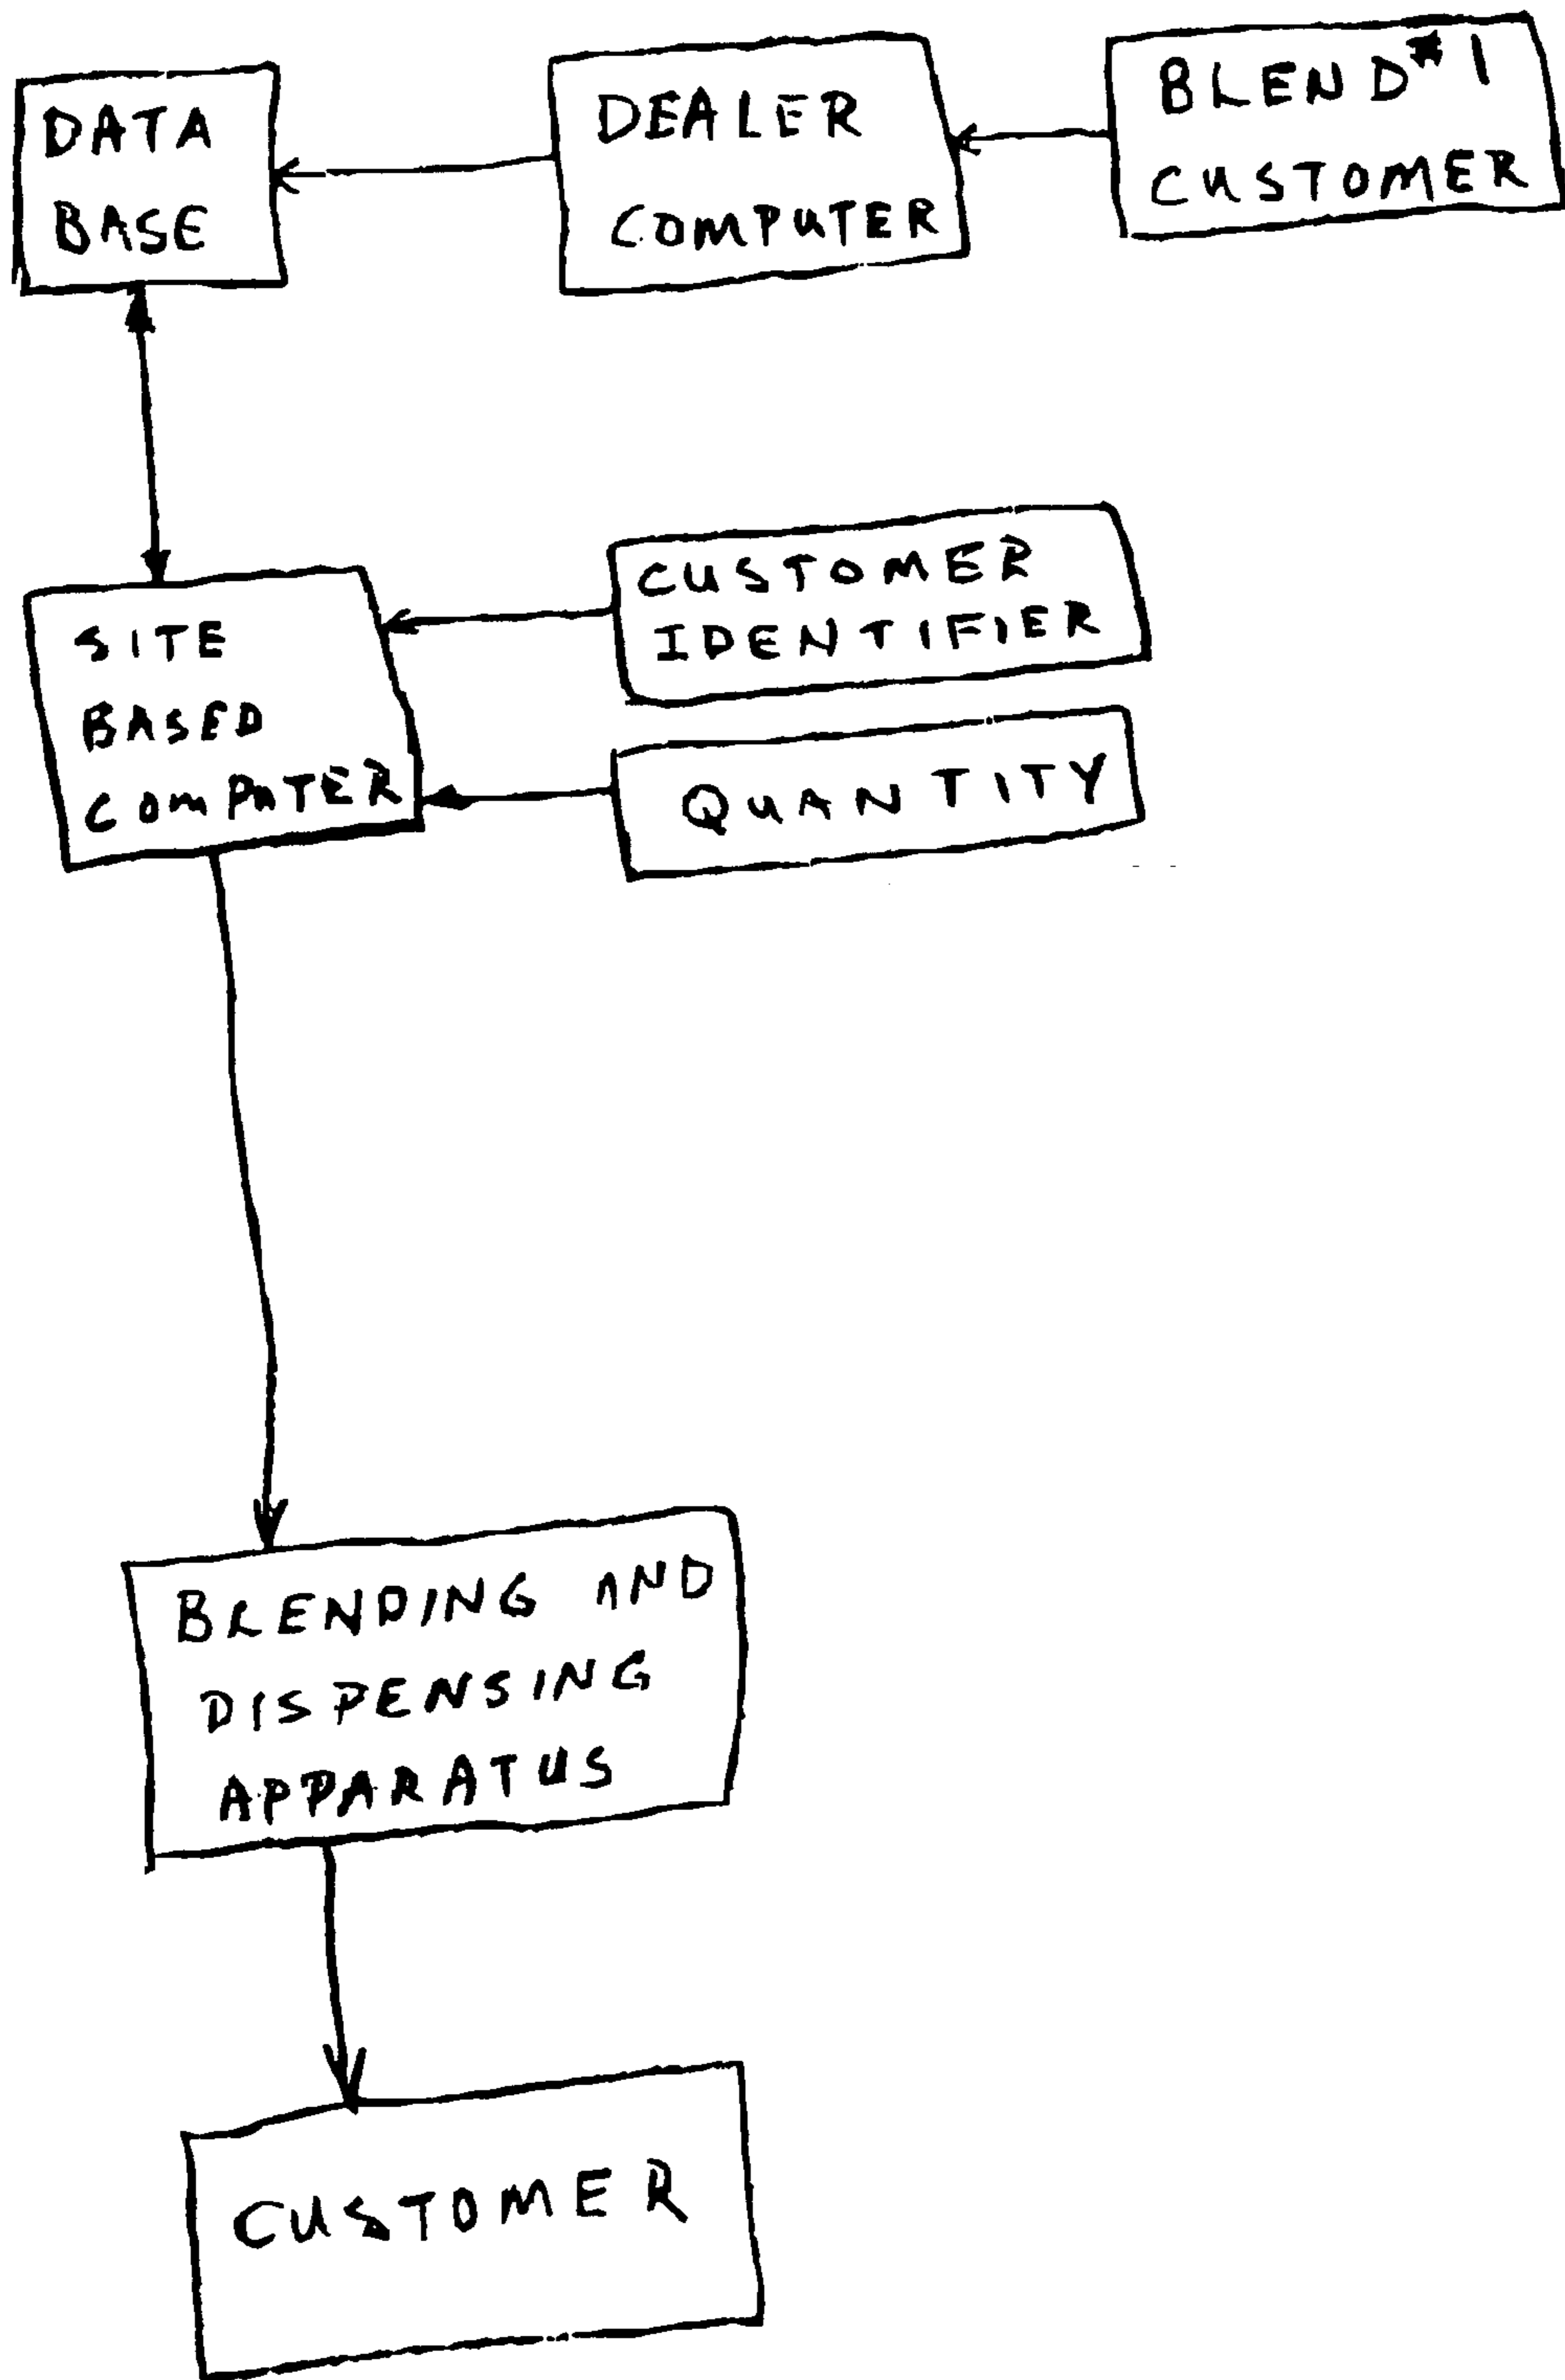 DATA
BASE
DEALER
COMPUTER
BLEND #1
CUSTOMER
CUSTOMER
IDENTIFIER
SITE
BASED
COMPUTER
QUANTITY
BLENDING AND
DISPENSING
APPARATUS
CUSTOMER